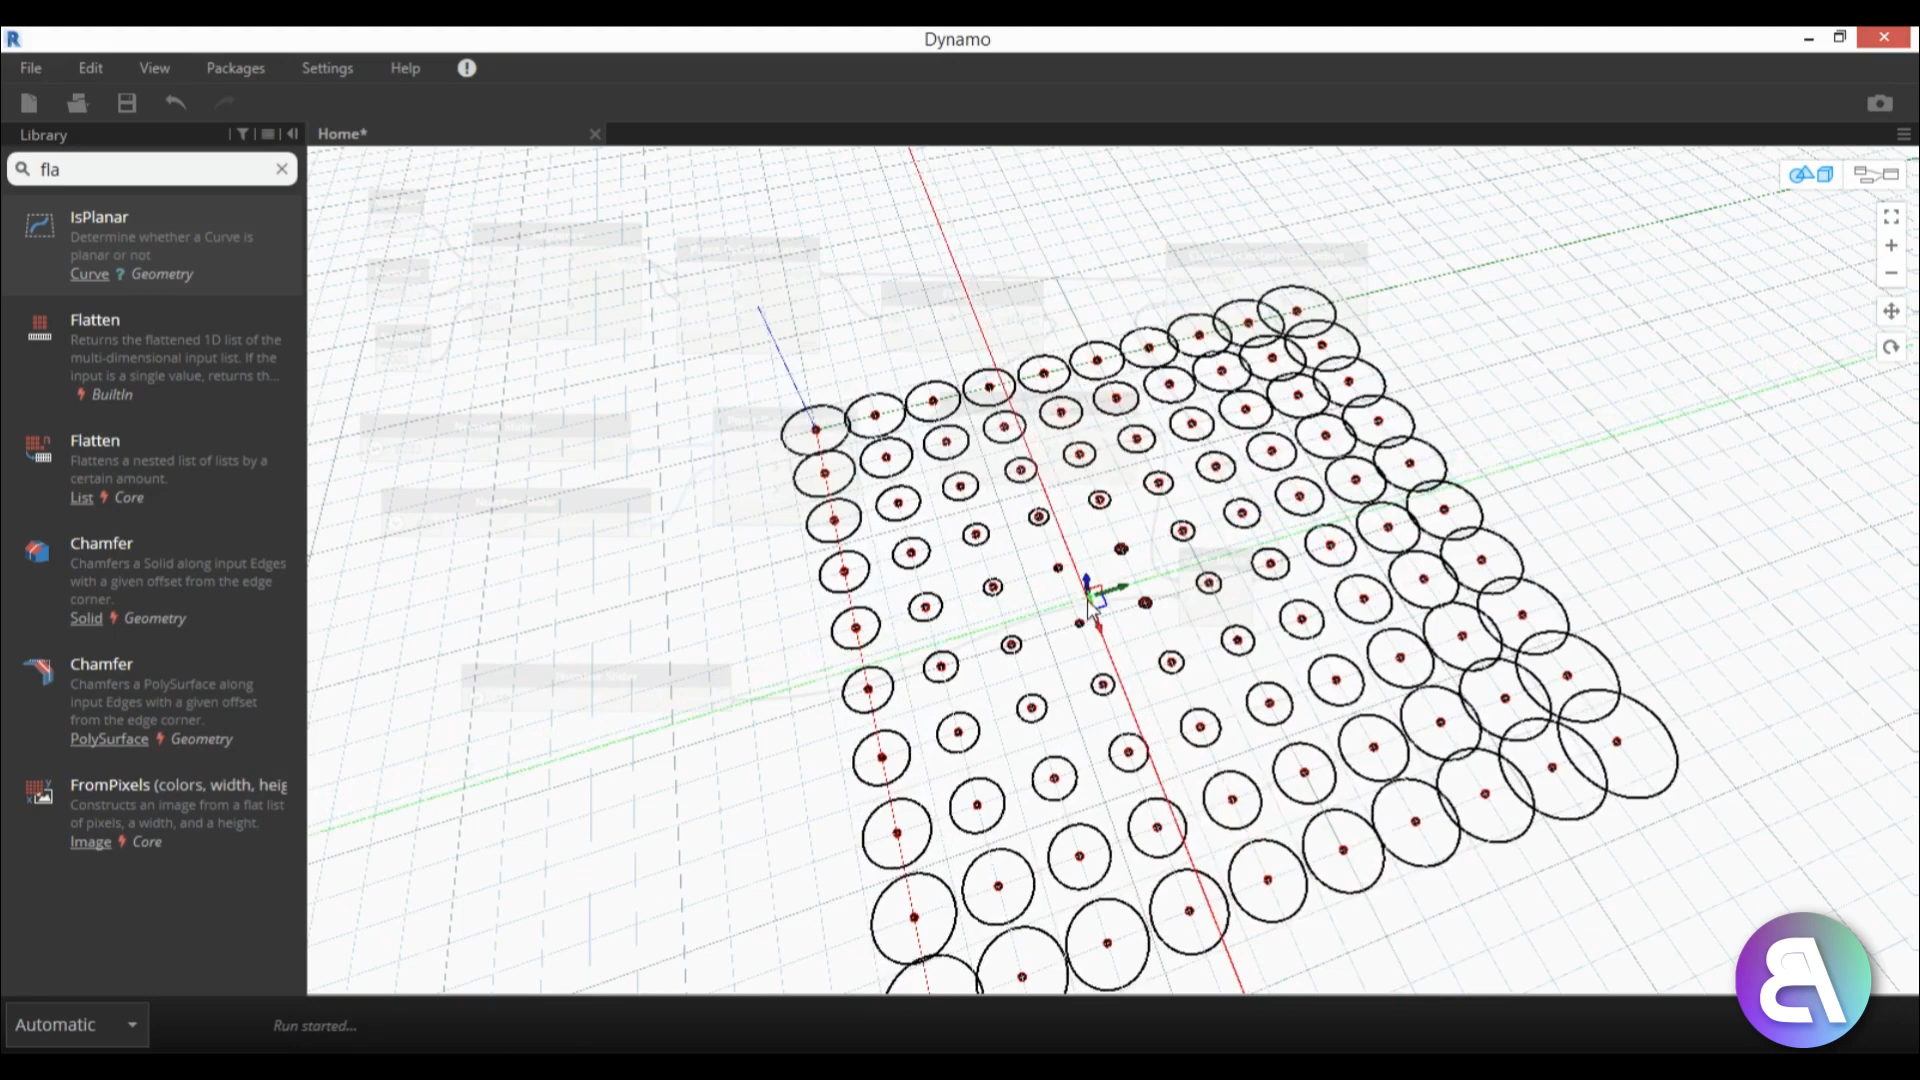 Dynamo
File Edit View Packages Settings Help
Library
Home*
fla
IsPlanar
Determine whether a Curve is
planar or not
Curve ? Geometry
Flatten
Returns the flattened 1D list of the
multi-dimensional input list. If the
input is a single value, returns th...
BuiltIn
Flatten
Flattens a nested list of lists by a
certain amount.
List Core
Chamfer
Chamfers a Solid along input Edges
with a given offset from the edge
corner.
Solid Geometry
Chamfer
Chamfers a PolySurface along
input Edges with a given offset
from the edge corner.
PolySurface Geometry
FromPixels (colors, width, heig
Constructs an image from a flat list
of pixels, a width, and a height.
Image Core
Automatic
Run started...